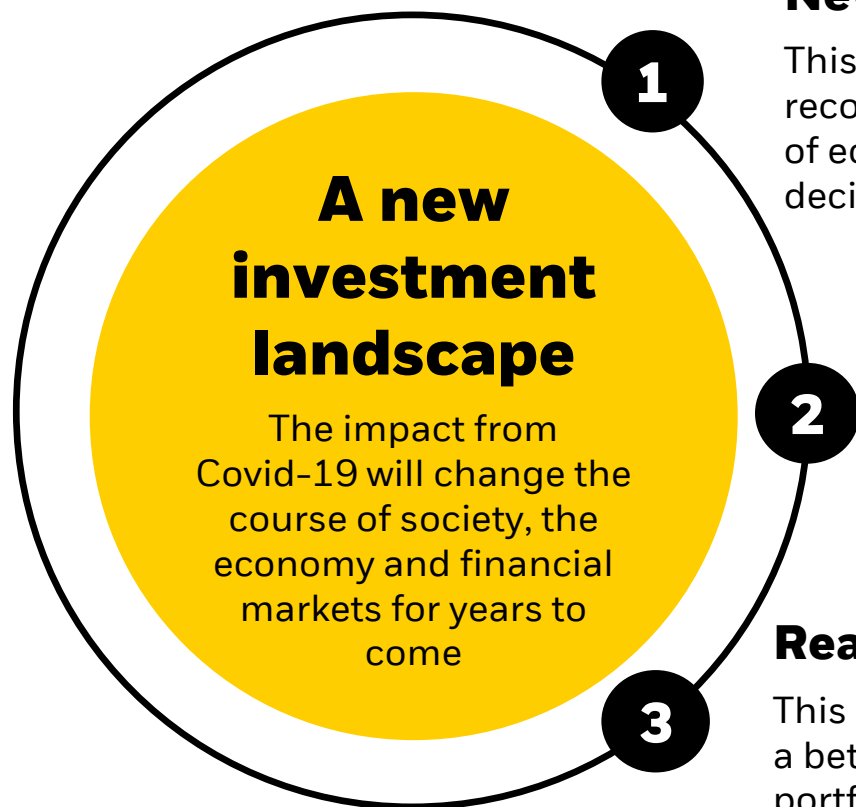 1
This
A new
investment
landscape
The impact from
Covid-19 will change the
course of society, the
economy and financial
markets for years to
come
2
3
This
a